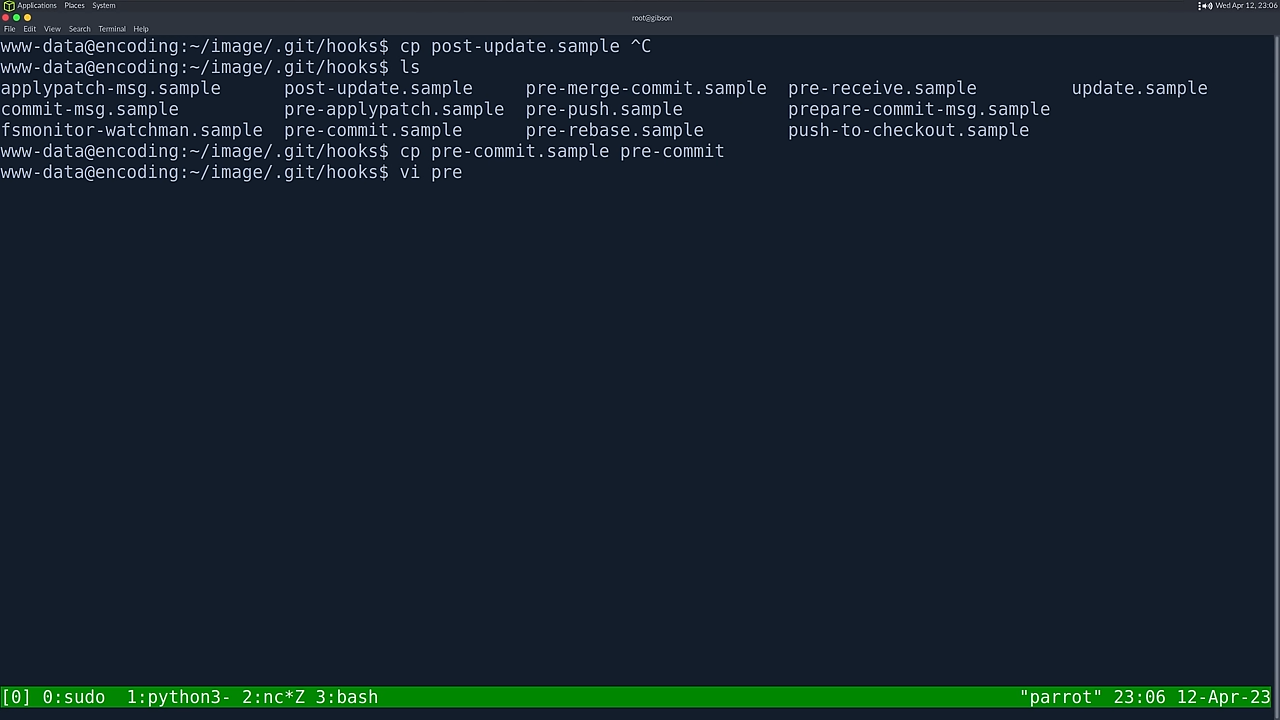 Applications Places System
Wed Apr 12, 23:06
root@gibson
File Edit View Search Terminal Help
www-data@encoding:~/image/.git/hooks$ cp post-update.sample ^C
www-data@encoding:~/image/.git/hooks$ ls
applypatch-msg.sample post-update.sample pre-merge-commit.sample pre-receive.sample update.sample
commit-msg.sample pre-applypatch.sample pre-push.sample prepare-commit-msg.sample
fsmonitor-watchman.sample pre-commit.sample pre-rebase.sample push-to-checkout.sample
www-data@encoding:~/image/.git/hooks$ cp pre-commit.sample pre-commit
www-data@encoding:~/image/.git/hooks$ vi pre
[0] 0:sudo 1:python3- 2:nc*Z 3:bash "parrot" 23:06 12-Apr-23